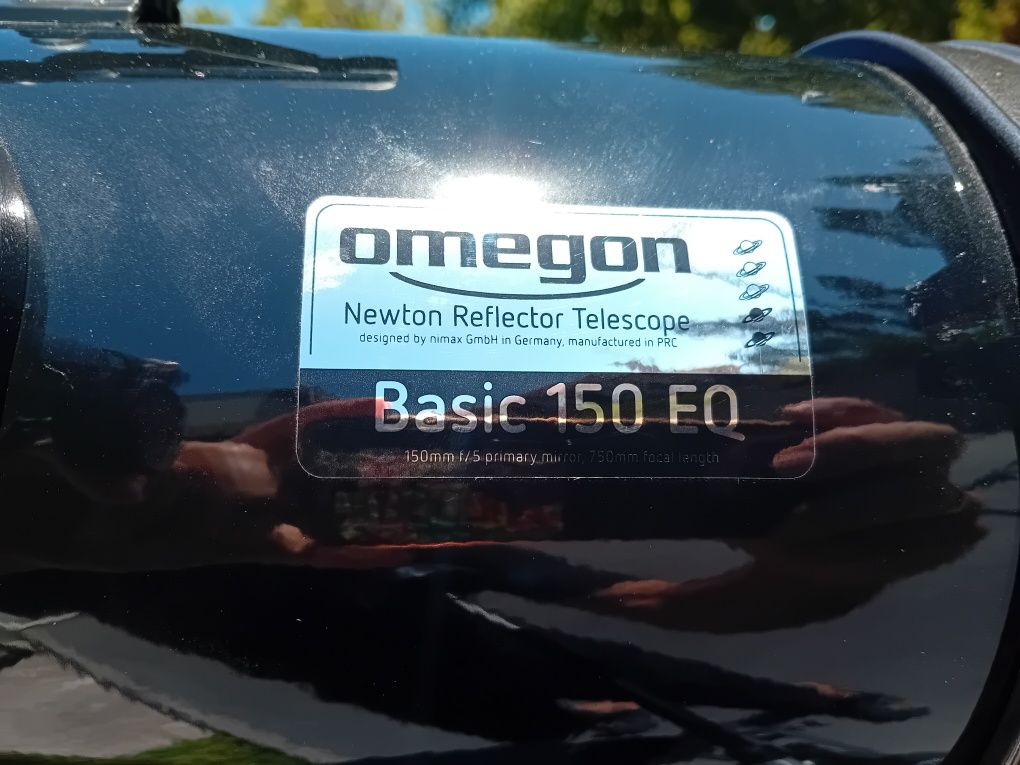 omegon
Newton Reflector Telescope
designed by nimax GmbH in Germany, manufactured in PRC
Basic 150 EQ
150mm f/5 primary mirror, 750mm focal length